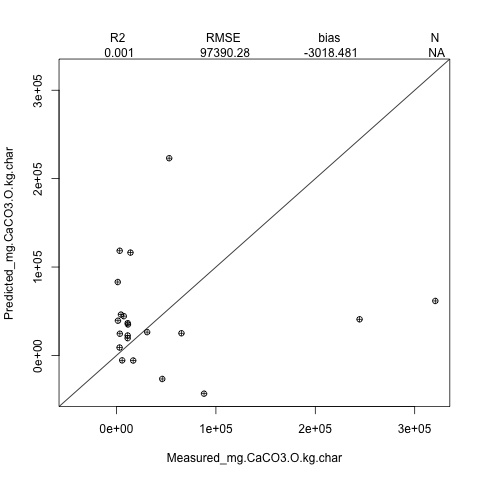 R2 RMSE bias N
0.001 97390.28 -3018.481 NA
Predicted_mg.CaCO3.O.kg.char
3e+05
2e+05
1e+05
0e+00
0e+00 1e+05 2e+05 3e+05
Measured_mg.CaCO3.O.kg.char